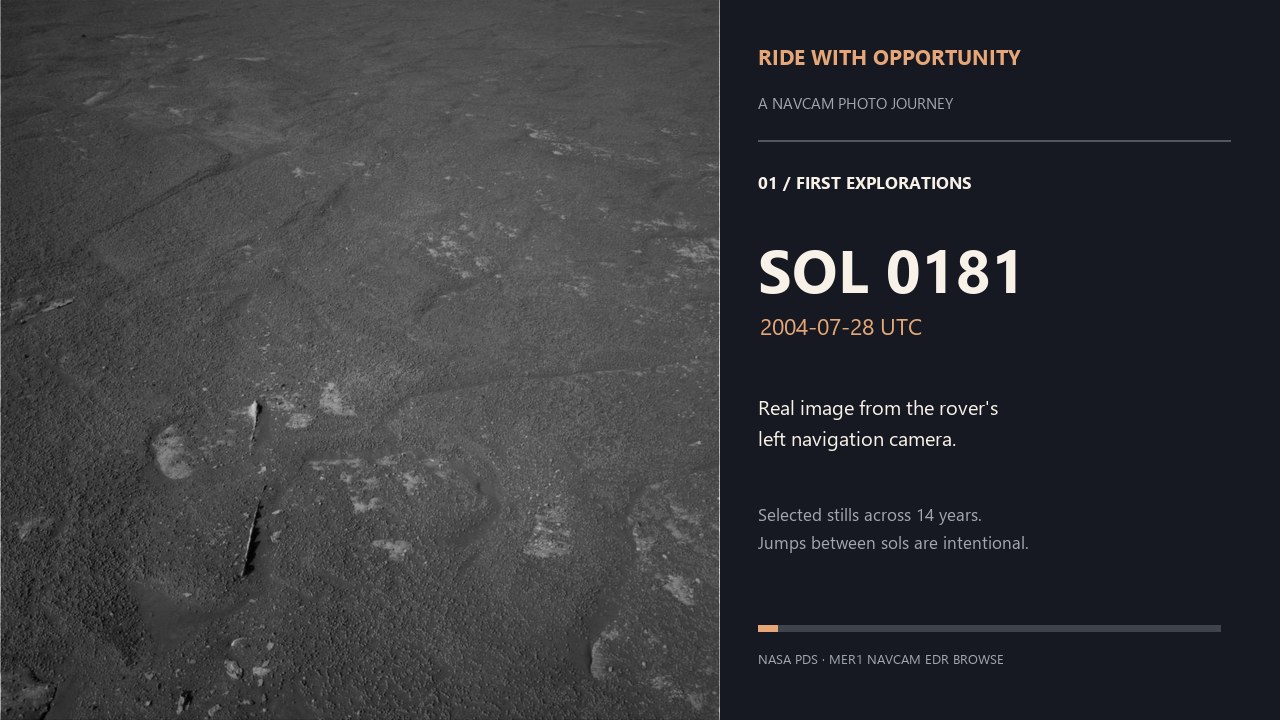 RIDE WITH OPPORTUNITY
A NAVCAM PHOTO JOURNEY
01 / FIRST EXPLORATIONS
SOL 0181
2004-07-28 UTC
Real image from the rover's
left navigation camera.
Selected stills across 14 years.
Jumps between sols are intentional.
NASA PDS · MER1 NAVCAM EDR BROWSE